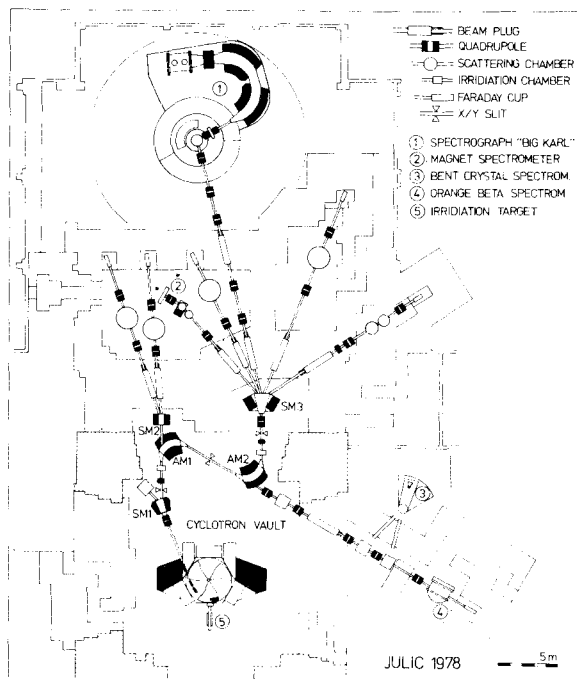 BEAM PLUG
QUADRUPOLE
SCATTERING CHAMBER
IRRIDIATION CHAMBER
FARADAY CUP
X/Y SLIT
① SPECTROGRAPH "BIG KARL"
② MAGNET SPECTROMETER
③ BENT CRYSTAL SPECTROM.
④ ORANGE BETA SPECTROM
⑤ IRRIDIATION TARGET
①
②
SM3
SM2
AM1
AM2
SM1
③
CYCLOTRON VAULT
④
⑤
JULIC 1978
5m